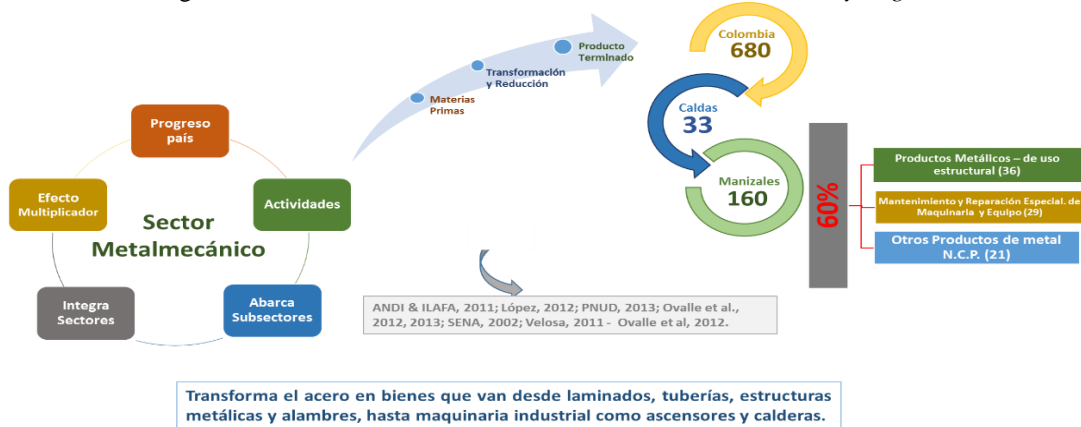 Progreso
país
Efecto
Multiplicador
Actividades
Sector
Metalmecánico
Integra
Sectores
Abarca
Subsectores
Materias
Primas
Transformación
y Reducción
Producto
Terminado
Colombia
680
Caldas
33
Manizales
160
60%
Productos Metálicos – de uso
estructural (36)
Mantenimiento y Reparación Especial. de
Maquinaria y Equipo (29)
Otros Productos de metal
N.C.P. (21)
ANDI & ILAFA, 2011; López, 2012; PNUD, 2013; Ovalle et al.,
2012, 2013; SENA, 2002; Velosa, 2011 - Ovalle et al, 2012.
Transforma el acero en bienes que van desde laminados, tuberías, estructuras
metálicas y alambres, hasta maquinaria industrial como ascensores y calderas.